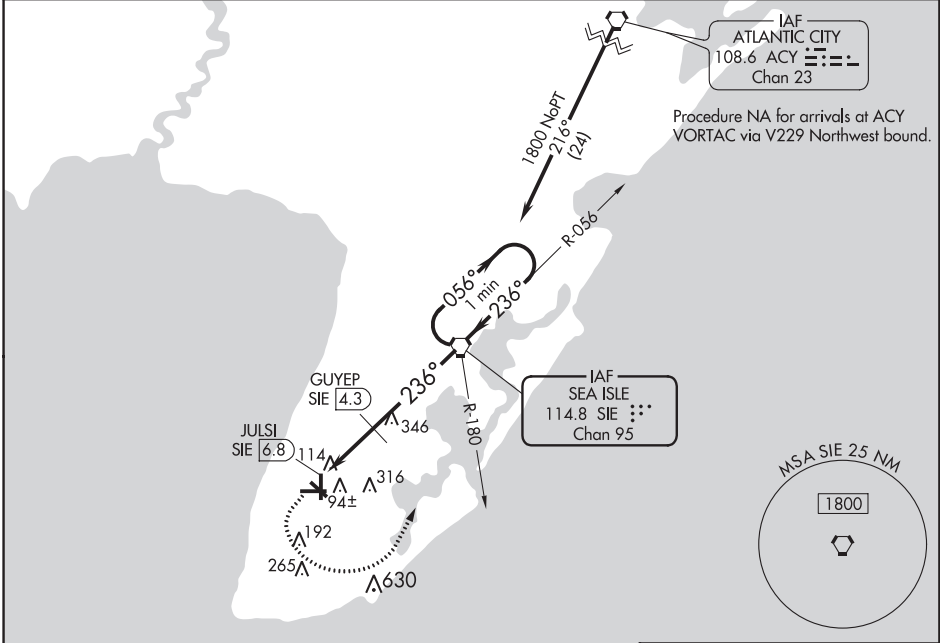 IAF
ATLANTIC CITY
108.6 ACY
Chan 23
Procedure NA for arrivals at ACY
VORTAC via V229 Northwest bound.
1800 NoPT
216°
(24)
R-056
056°
1 min
236°
236°
GUYEP
SIE 4.3
346
IAF
SEA ISLE
114.8 SIE
Chan 95
R-180
JULSI
SIE 6.8
114
316
94±
192
265
630
MSA SIE 25 NM
1800